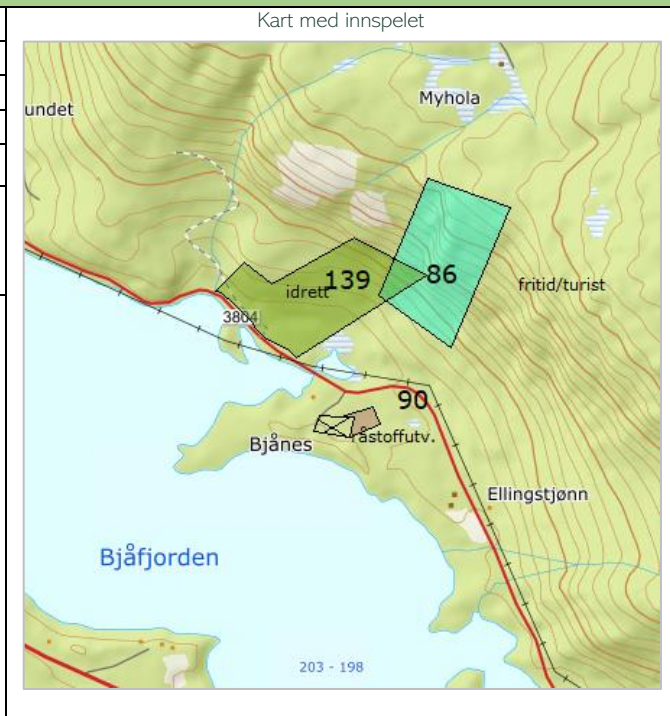 Kart med innspelet
Myhola
undet
139
86
idrett
fritid/turist
3804
90
råstoffutv.
Bjånes
Ellingstjønn
Bjåfjorden
203 - 198